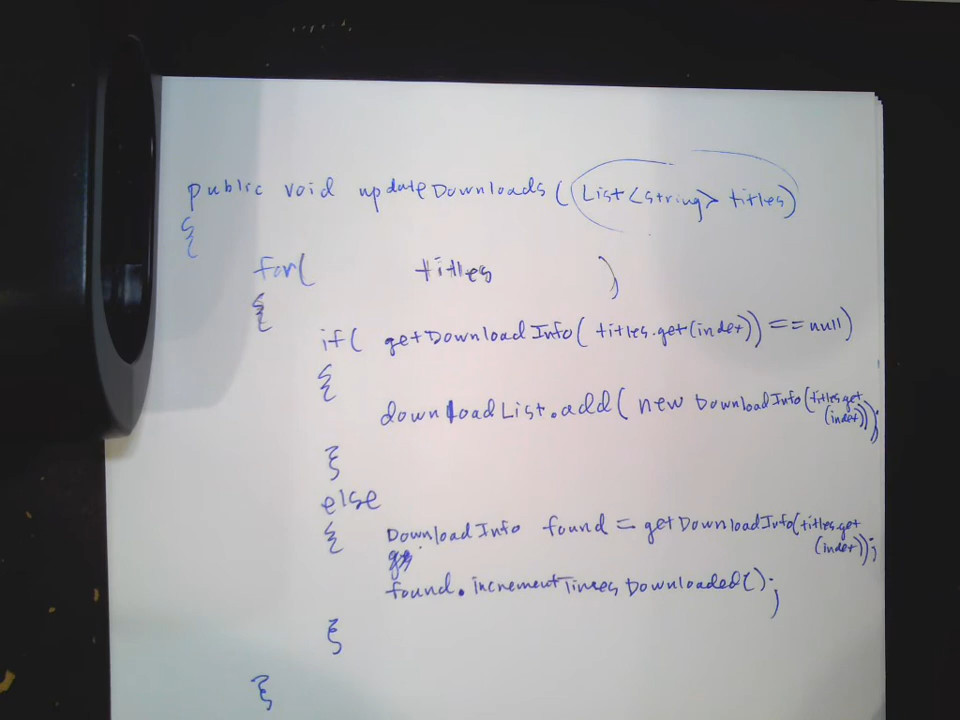 public void updateDownloads (List<string> titles)
{
for( titles )
{
if( getDownloadInfo( titles.get(index)) == null)
{
downloadList.add( new DownloadInfo(titles.get
(index));
}
else
{ DownloadInfo found = getDownloadInfo(titles.get
(index));
found.incrementTimesDownloaded();
}
}